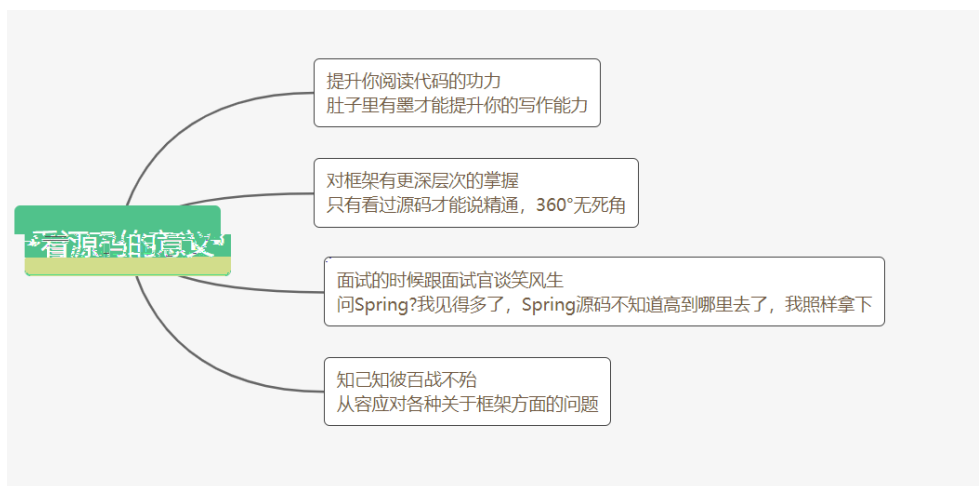 看源码的意义
提升你阅读代码的功力
肚子里有墨才能提升你的写作能力
对框架有更深层次的掌握
只有看过源码才能说精通，360°无死角
面试的时候跟面试官谈笑风生
问Spring?我见得多了，Spring源码不知道高到哪里去了，我照样拿下
知己知彼百战不殆
从容应对各种关于框架方面的问题